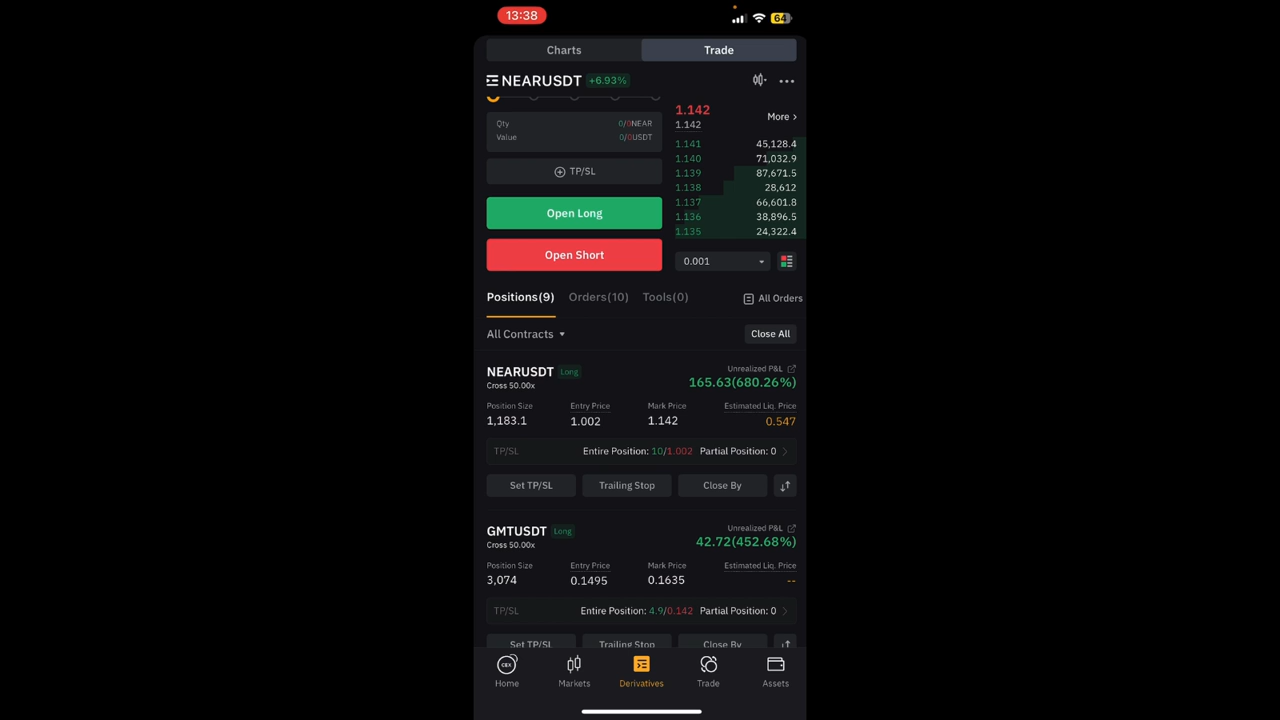 13:38
64
Charts Trade
NEARUSDT +6.93%
1.142
1.142 More
Qty 0/0NEAR
Value 0/0USDT
1.141 45,128.4
1.140 71,032.9
1.139 87,671.5
1.138 28,612
1.137 66,601.8
1.136 38,896.5
1.135 24,322.4
TP/SL
Open Long
Open Short
0.001
Positions(9) Orders(10) Tools(0) All Orders
All Contracts Close All
NEARUSDT Long Unrealized P&L
Cross 50.00x 165.63(680.26%)
Position Size Entry Price Mark Price Estimated Liq. Price
1,183.1 1.002 1.142 0.547
TP/SL Entire Position: 10/1.002 Partial Position: 0
Set TP/SL Trailing Stop Close By
GMTUSDT Long Unrealized P&L
Cross 50.00x 42.72(452.68%)
Position Size Entry Price Mark Price Estimated Liq. Price
3,074 0.1495 0.1635 --
TP/SL Entire Position: 4.9/0.142 Partial Position: 0
Set TP/SL Trailing Stop Close By
CEX
Home Markets Derivatives Trade Assets